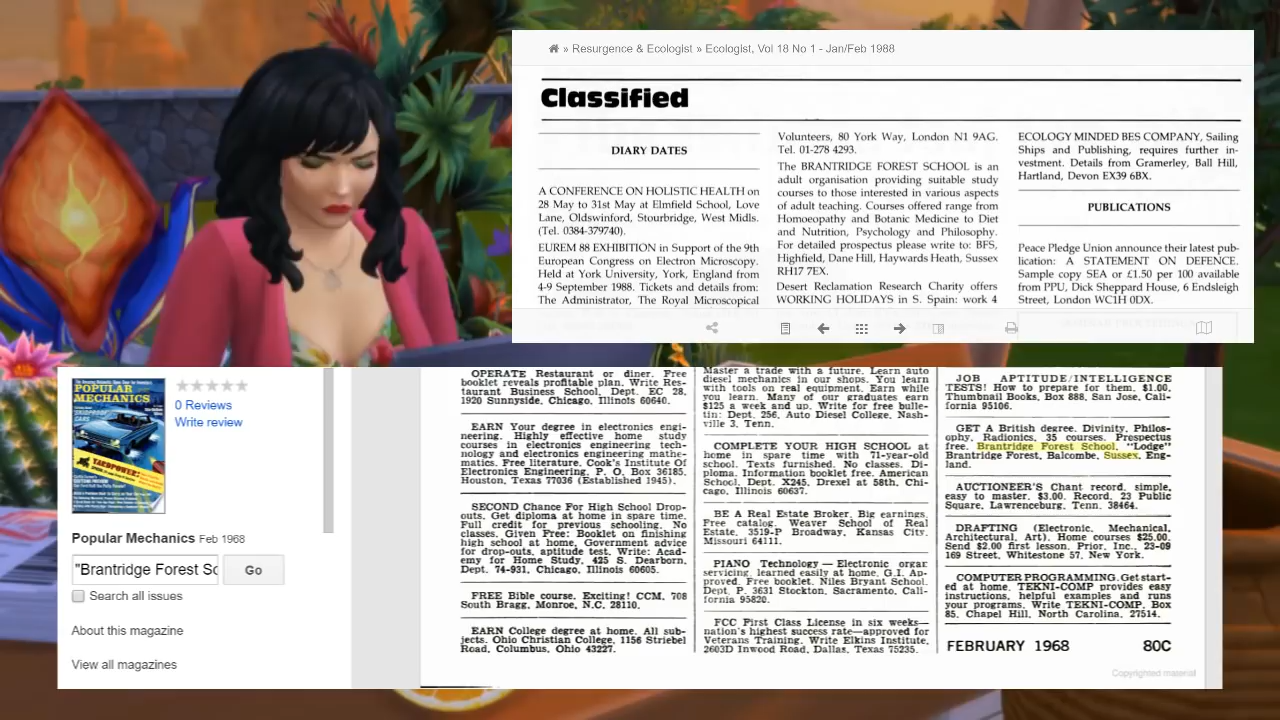 » Resurgence & Ecologist » Ecologist, Vol 18 No 1 - Jan/Feb 1988
Classified
DIARY DATES
A CONFERENCE ON HOLISTIC HEALTH on
28 May to 31st May at Elmfield School, Love
Lane, Oldswinford, Stourbridge, West Midls.
(Tel. 0384-379740).
EUREM 88 EXHIBITION in Support of the 9th
European Congress on Electron Microscopy.
Held at York University, York, England from
4-9 September 1988. Tickets and details from:
The Administrator, The Royal Microscopical
Volunteers, 80 York Way, London N1 9AG.
Tel. 01-278 4293.
The BRANTRIDGE FOREST SCHOOL is an
adult organisation providing suitable study
courses to those interested in various aspects
of adult teaching. Courses offered range from
Homoeopathy and Botanic Medicine to Diet
and Nutrition, Psychology and Philosophy.
For detailed prospectus please write to: BFS,
Highfield, Dane Hill, Haywards Heath, Sussex
RH17 7EX.
Desert Reclamation Research Charity offers
WORKING HOLIDAYS in S. Spain: work 4
ECOLOGY MINDED BES COMPANY, Sailing
Ships and Publishing, requires further in-
vestment. Details from Gramerley, Ball Hill,
Hartland, Devon EX39 6BX.
PUBLICATIONS
Peace Pledge Union announce their latest pub-
lication: A STATEMENT ON DEFENCE.
Sample copy SEA or £1.50 per 100 available
from PPU, Dick Sheppard House, 6 Endsleigh
Street, London WC1H 0DX.
POPULAR
MECHANICS
YARDPOWER!
0 Reviews
Write review
Popular Mechanics Feb 1968
"Brantridge Forest Sc
Go
Search all issues
About this magazine
View all magazines
OPERATE Restaurant or diner. Free
booklet reveals profitable plan. Write Res-
taurant Business School, Dept. EC 28,
1920 Sunnyside, Chicago, Illinois 60640.
EARN Your degree in electronics engi-
neering. Highly effective home study
courses in electronics engineering tech-
nology and electronics engineering mathe-
matics. Free literature. Cook's Institute Of
Electronics Engineering, P. O. Box 36185,
Houston, Texas 77036 (Established 1945).
SECOND Chance For High School Drop-
outs. Get diploma at home in spare time.
Full credit for previous schooling. No
classes. Given Free: Booklet on finishing
high school at home, Government advice
for drop-outs, aptitude test. Write: Acad-
emy for Home Study, 425 S. Dearborn,
Dept. 74-931, Chicago, Illinois 60605.
FREE Bible course. Exciting! CCM, 708
South Bragg, Monroe, N.C. 28110.
EARN College degree at home. All sub-
jects. Ohio Christian College, 1156 Striebel
Road, Columbus, Ohio 43227.
Master a trade with a future. Learn auto
diesel mechanics in our shops. You learn
with tools on real equipment. Earn while
you learn. Many of our graduates earn
$125 a week and up. Write for free bulle-
tin: Dept. 256, Auto Diesel College, Nash-
ville 3, Tenn.
COMPLETE YOUR HIGH SCHOOL at
home in spare time with 71-year-old
school. Texts furnished. No classes. Di-
ploma. Information booklet free. American
School, Dept. X245, Drexel at 58th, Chi-
cago, Illinois 60637.
BE A Real Estate Broker. Big earnings.
Free catalog. Weaver School of Real
Estate, 3519-P Broadway, Kansas City,
Missouri 64111.
PIANO Technology—Electronic organ
servicing, learned easily at home, G.I. Ap-
proved. Free booklet. Niles Bryant School,
Dept. P. 3631 Stockton, Sacramento, Cali-
fornia 95820.
FCC First Class License in six weeks—
nation's highest success rate—approved for
Veterans Training. Write Elkins Institute,
2603D Inwood Road, Dallas, Texas 75235.
JOB APTITUDE/INTELLIGENCE
TESTS! How to prepare for them. $1.00,
Thumbnail Books, Box 888, San Jose, Cali-
fornia 95106.
GET A British degree. Divinity, Philos-
ophy, Radionics, 35 courses. Prospectus
free. Brantridge Forest School, "Lodge"
Brantridge Forest, Balcombe, Sussex, Eng-
land.
AUCTIONEER'S Chant record, simple,
easy to master, $3.00. Record, 23 Public
Square, Lawrenceburg, Tenn. 38464.
DRAFTING (Electronic, Mechanical,
Architectural, Art). Home courses $25.00.
Send $2.00 first lesson. Prior, Inc., 23-09
169 Street, Whitestone 57, New York.
COMPUTER PROGRAMMING. Get start-
ed at home. TEKNI-COMP provides easy
instructions, helpful examples and runs
your programs. Write TEKNI-COMP, Box
85, Chapel Hill, North Carolina, 27514.
FEBRUARY 1968 80C
Copyrighted material